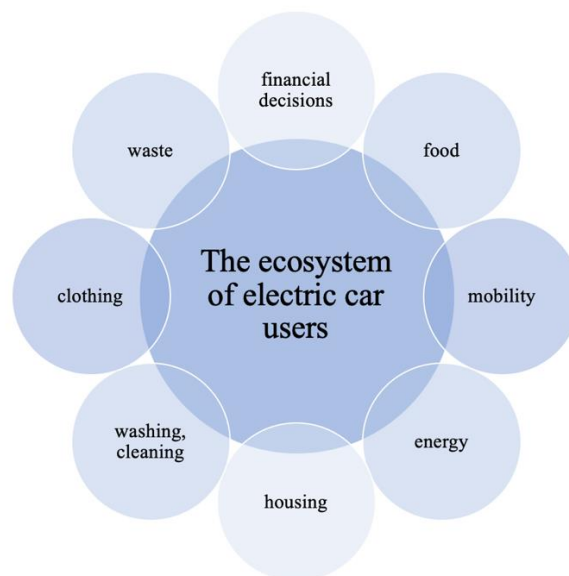 financial
decisions
food
mobility
energy
housing
washing,
cleaning
clothing
waste
The ecosystem
of electric car
users